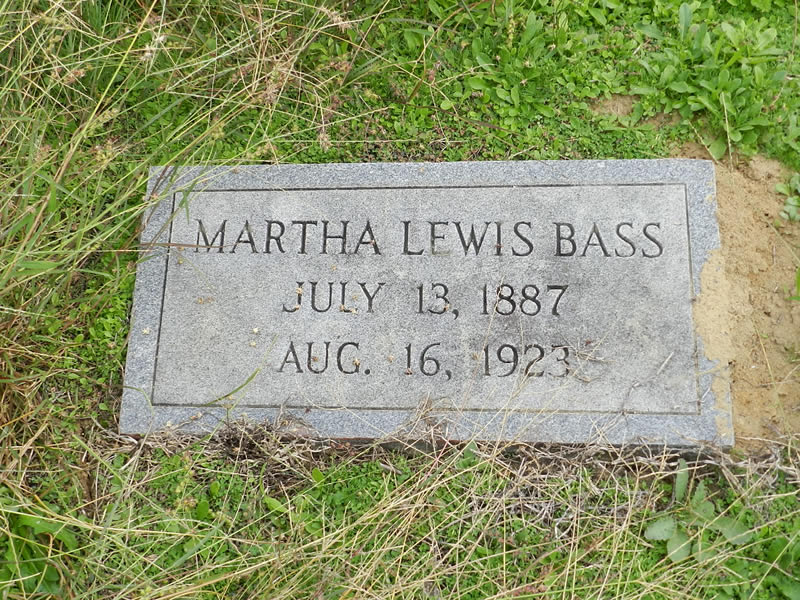 MARTHA LEWIS BASS
JULY 13, 1887
AUG. 16, 1923